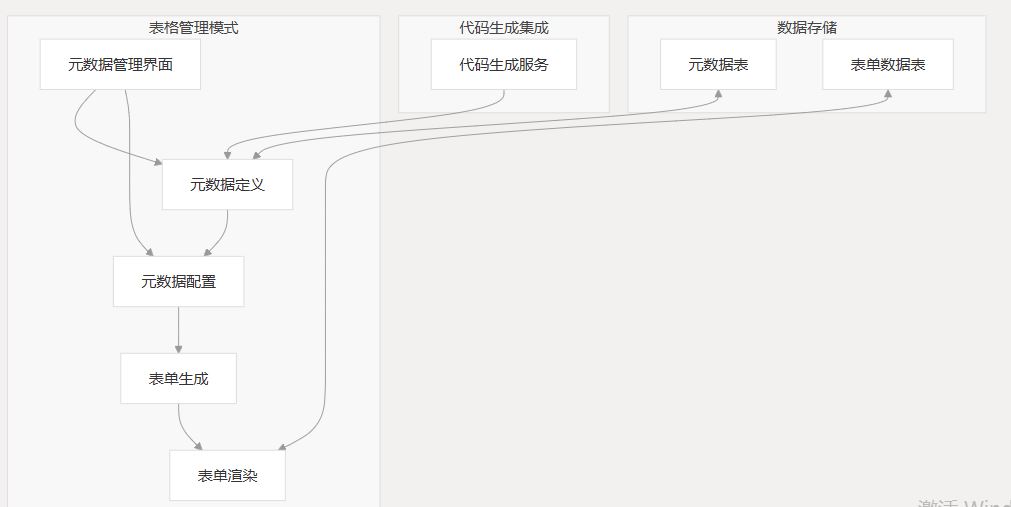 表格管理模式
代码生成集成
数据存储
元数据管理界面
代码生成服务
元数据表
表单数据表
元数据定义
元数据配置
表单生成
表单渲染
激活 Wind